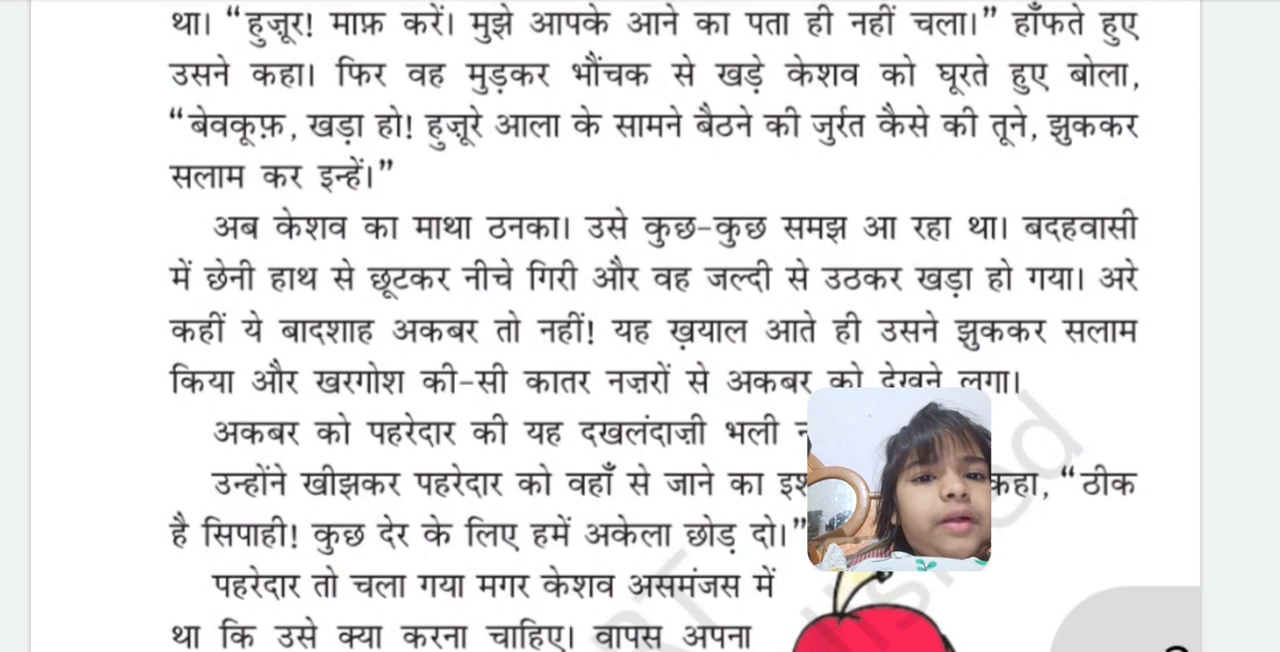 था। “हुज़ूर! माफ़ करें। मुझे आपके आने का पता ही नहीं चला।” हाँफते हुए
उसने कहा। फिर वह मुड़कर भौंचक से खड़े केशव को घूरते हुए बोला,
“बेवकूफ़, खड़ा हो! हुज़ूरे आला के सामने बैठने की जुर्रत कैसे की तूने, झुककर
सलाम कर इन्हें।”
अब केशव का माथा ठनका। उसे कुछ-कुछ समझ आ रहा था। बदहवासी
में छेनी हाथ से छूटकर नीचे गिरी और वह जल्दी से उठकर खड़ा हो गया। अरे
कहीं ये बादशाह अकबर तो नहीं! यह ख़याल आते ही उसने झुककर सलाम
किया और खरगोश की-सी कातर नज़रों से अकबर को देखने लगा।
अकबर को पहरेदार की यह दखलंदाज़ी भली
उन्होंने खीझकर पहरेदार को वहाँ से जाने का कहा, “ठीक
है सिपाही! कुछ देर के लिए हमें अकेला छोड़ दो।”
पहरेदार तो चला गया मगर केशव असमंजस में
था कि उसे क्या करना चाहिए। वापस अपना